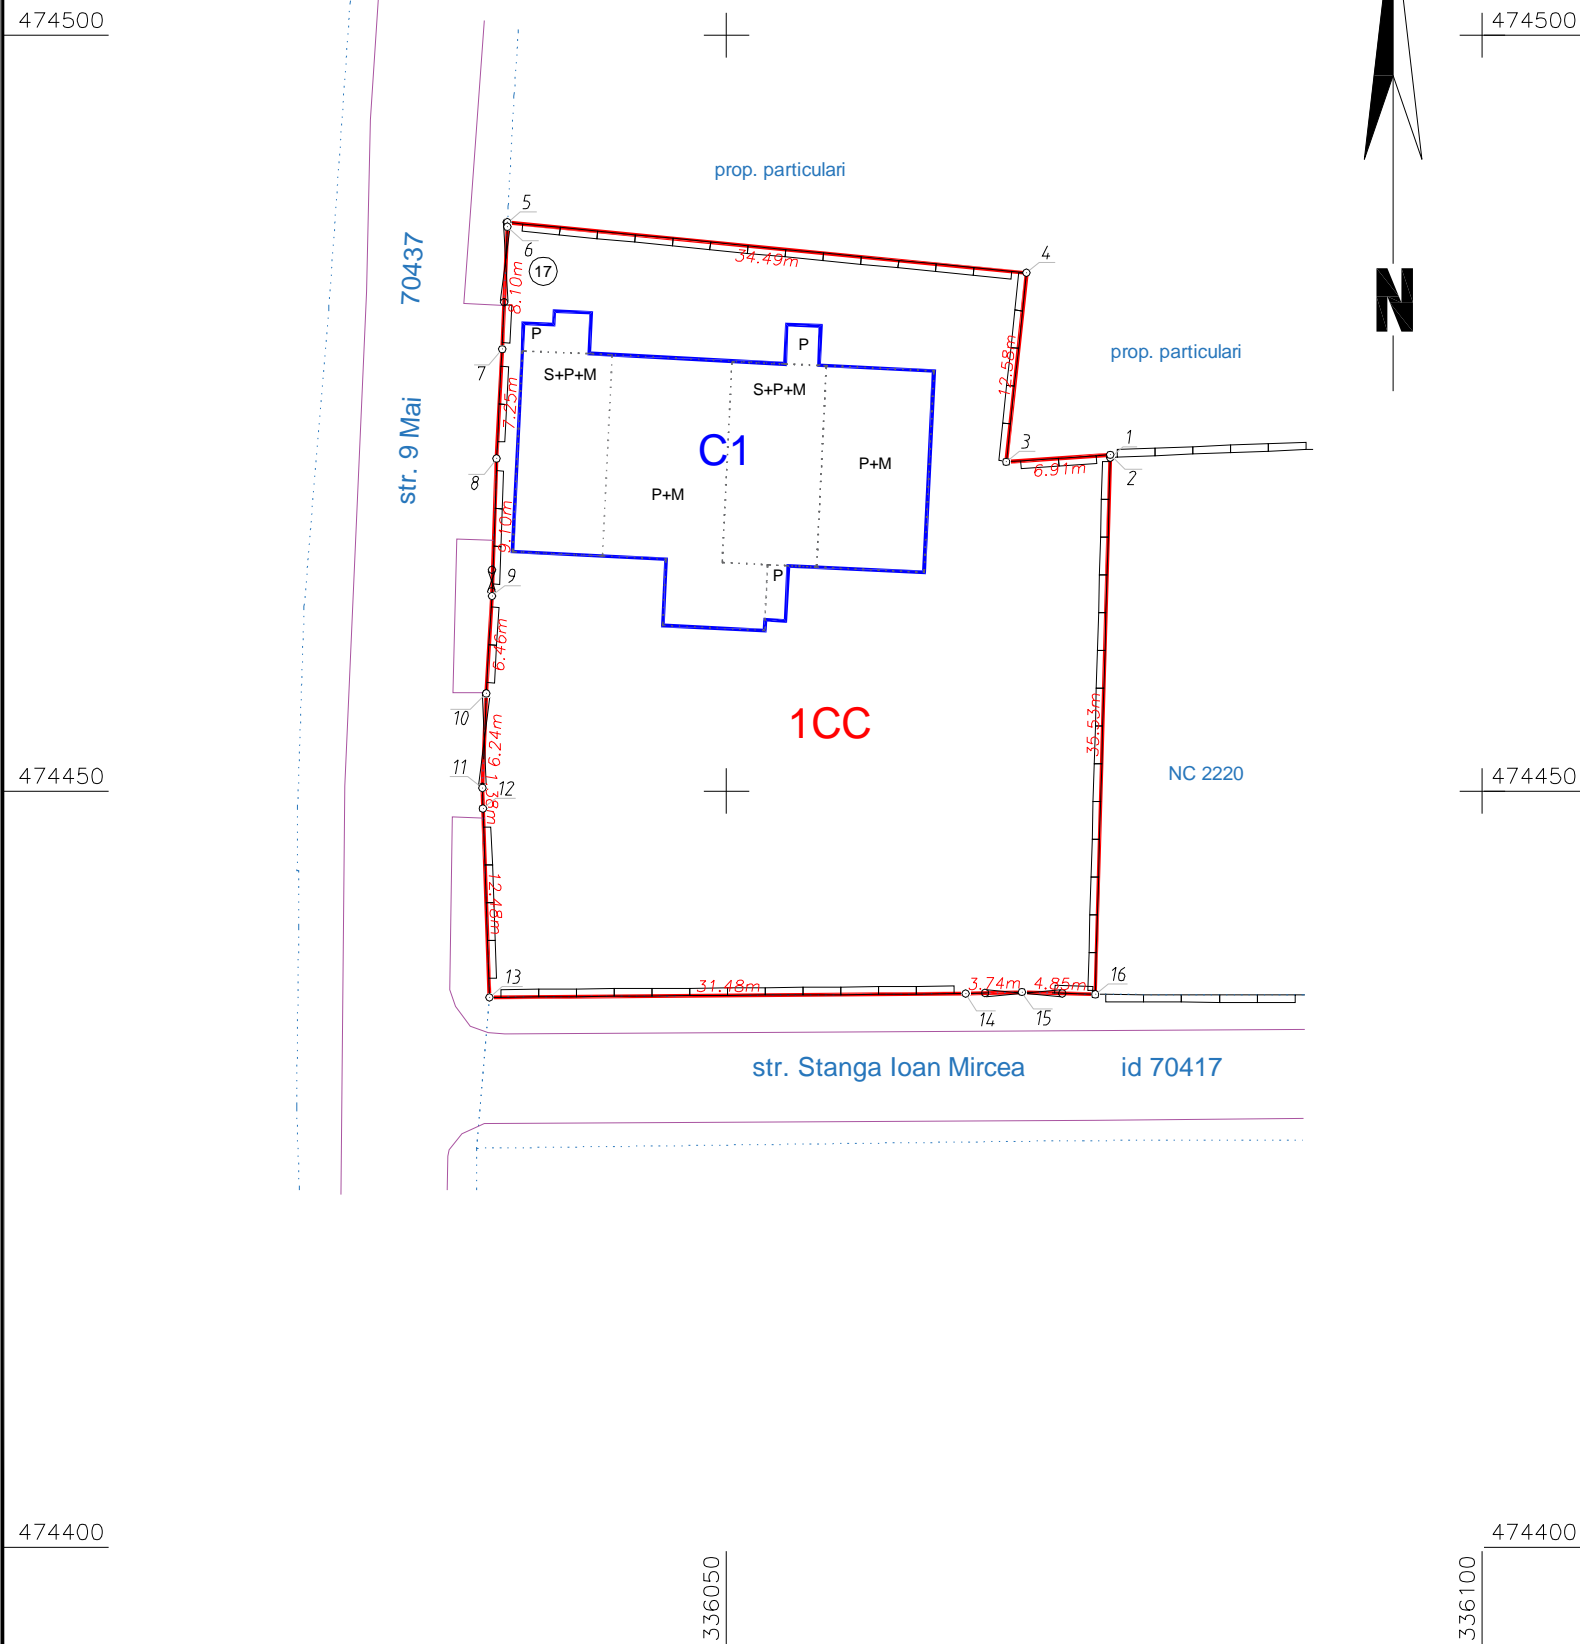 474500
474500
prop. particulari
5
6
17
34.49m
4
N
70437
8.10m
P
P
prop. particulari
7
S+P+M
S+P+M
12.58m
7.25m
str. 9 Mai
C1
3
1
P+M
6.91m
2
8
P+M
9.10m
P
9
6.46m
10
6.24m
1CC
35.53m
11
474450
12
1.38m
NC 2220
474450
12.48m
13
31.48m
3.74m
4.85m
16
14
15
str. Stanga Ioan Mircea
id 70417
474400
474400
336050
336100